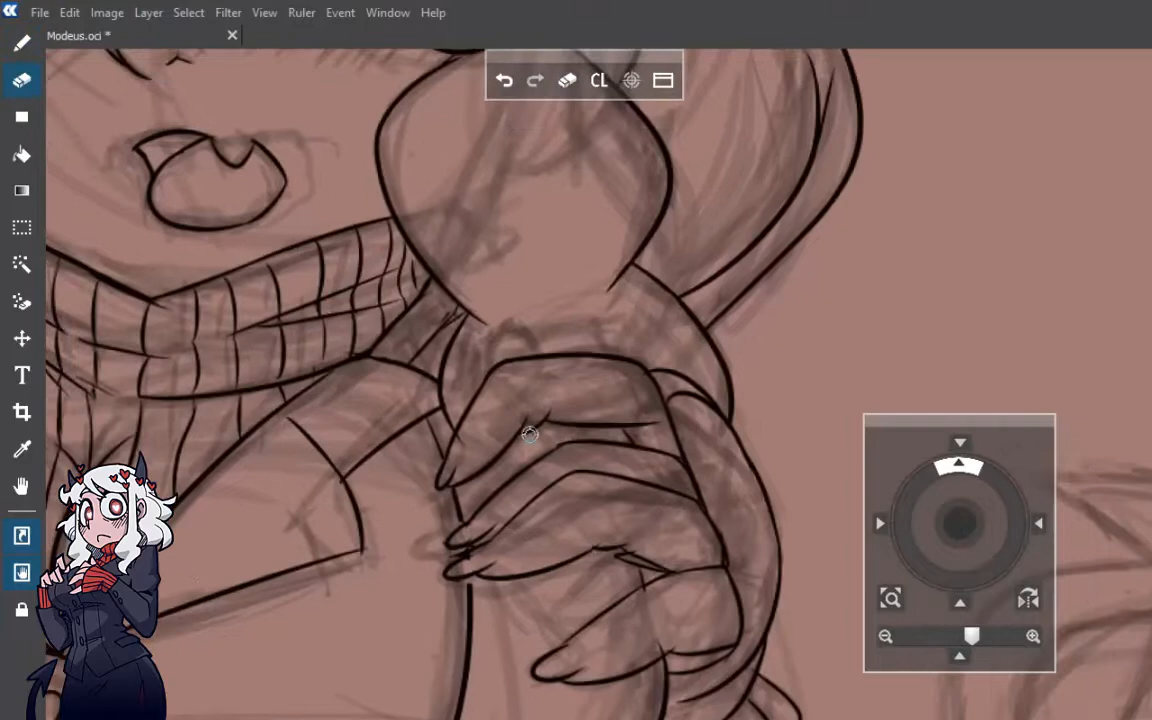 File Edit Image Layer Select Filter View Ruler Event Window Help
Modeus.oci *
CL
T